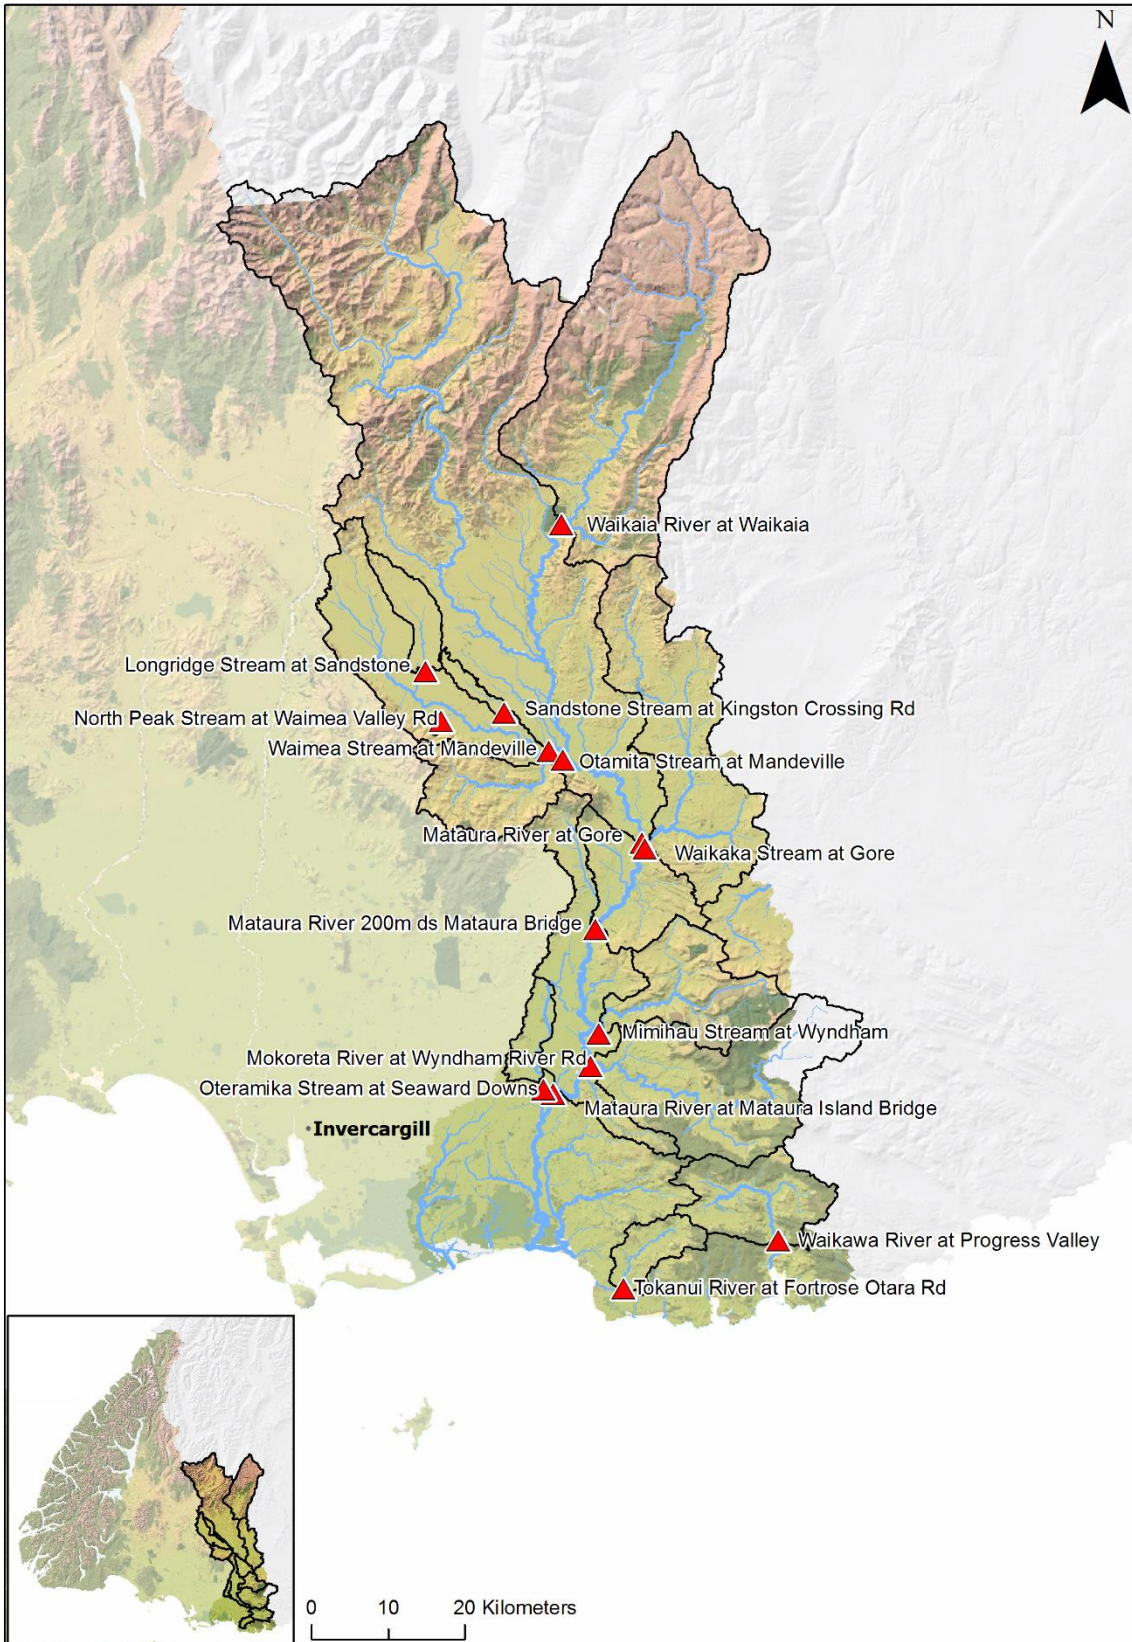 N
Waikaia River at Waikaia
Longridge Stream at Sandstone
Sandstone Stream at Kingston Crossing Rd
North Peak Stream at Waimea Valley Rd
Waimea Stream at Mandeville
Otamita Stream at Mandeville
Mataura River at Gore
Waikaka Stream at Gore
Mataura River 200m ds Mataura Bridge
Mimihau Stream at Wyndham
Mokoreta River at Wyndham River Rd
Oteramika Stream at Seaward Downs
Mataura River at Mataura Island Bridge
Invercargill
Waikawa River at Progress Valley
Tokanui River at Fortrose Otara Rd
0 10 20 Kilometers